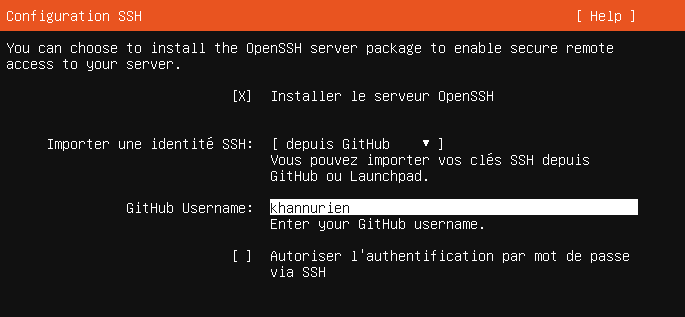 Configuration SSH [ Help ]
You can choose to install the OpenSSH server package to enable secure remote
access to your server.
[X] Installer le serveur OpenSSH
Importer une identité SSH: [ depuis GitHub ▼ ]
Vous pouvez importer vos clés SSH depuis
GitHub ou Launchpad.
GitHub Username: khannurien
Enter your GitHub username.
[ ] Autoriser l'authentification par mot de passe
via SSH